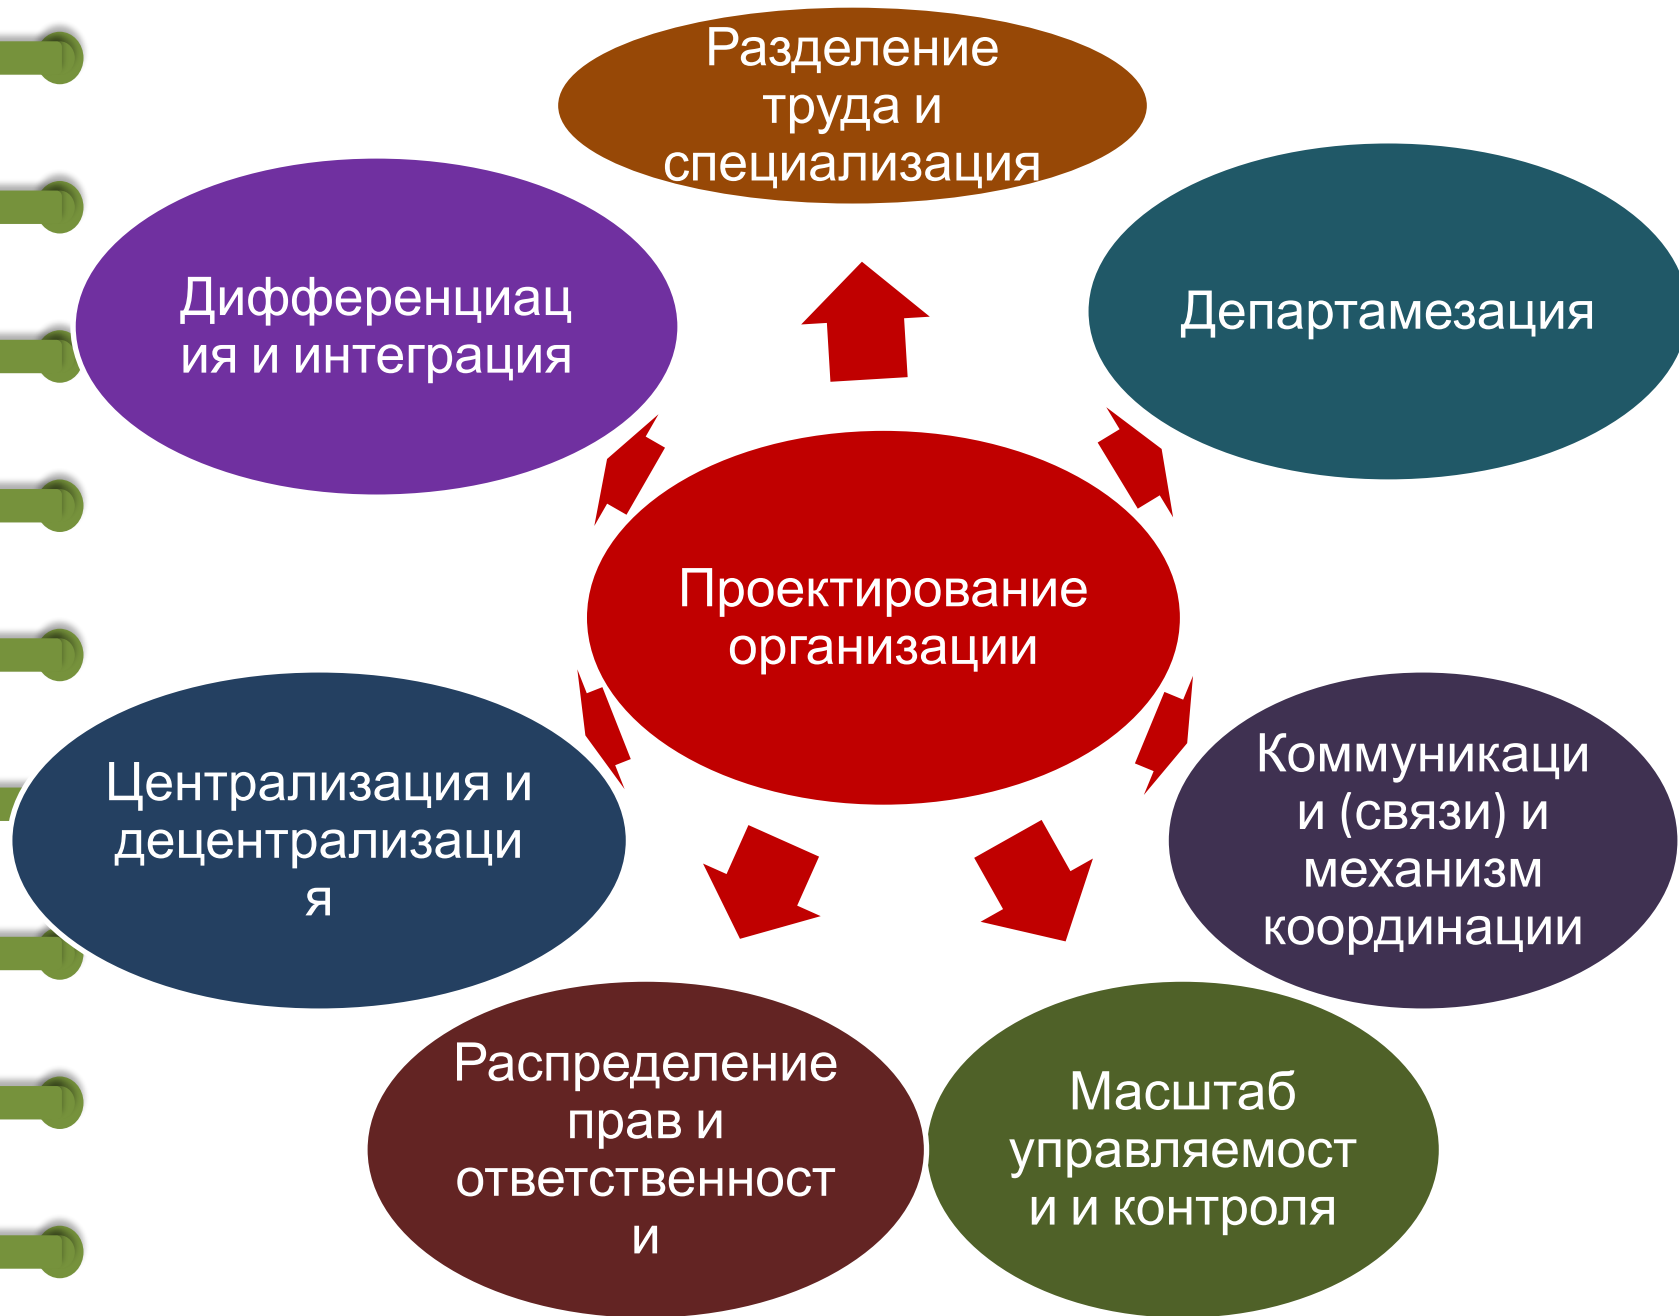 Разделение
труда и
специализация
Департамезация
Коммуникаци
и (связи) и
механизм
координации
Масштаб
управляемост
и и контроля
Распределение
прав и
ответственност
и
Централизация и
децентрализаци
я
Дифференциац
ия и интеграция
Проектирование
организации